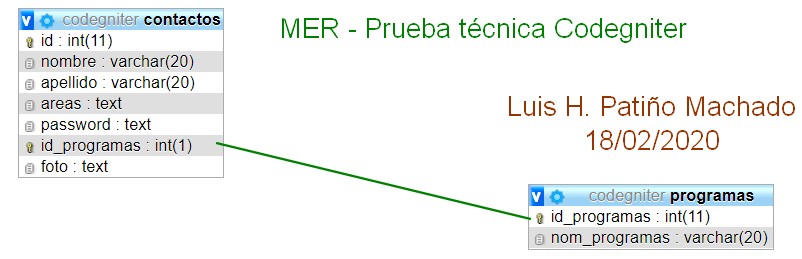 codegniter contactos
id : int(11)
nombre : varchar(20)
apellido : varchar(20)
areas : text
password : text
id_programas : int(1)
foto : text
MER - Prueba técnica Codegniter
Luis H. Patiño Machado
18/02/2020
codegniter programas
id_programas : int(11)
nom_programas : varchar(20)